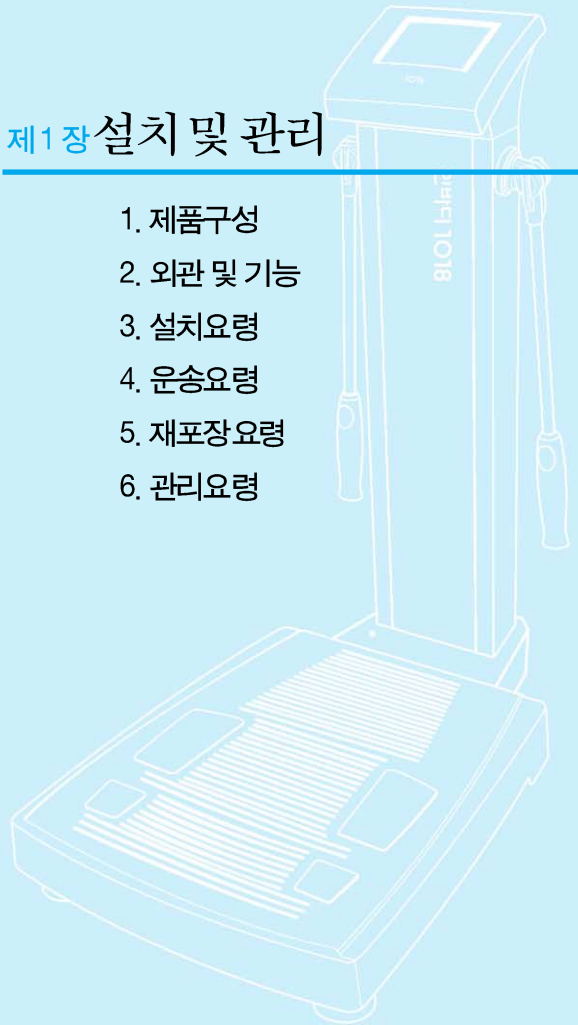 제1장 설치 및 관리
1. 제품구성
2. 외관 및 기능
3. 설치요령
4. 운송요령
5. 재포장요령
6. 관리요령